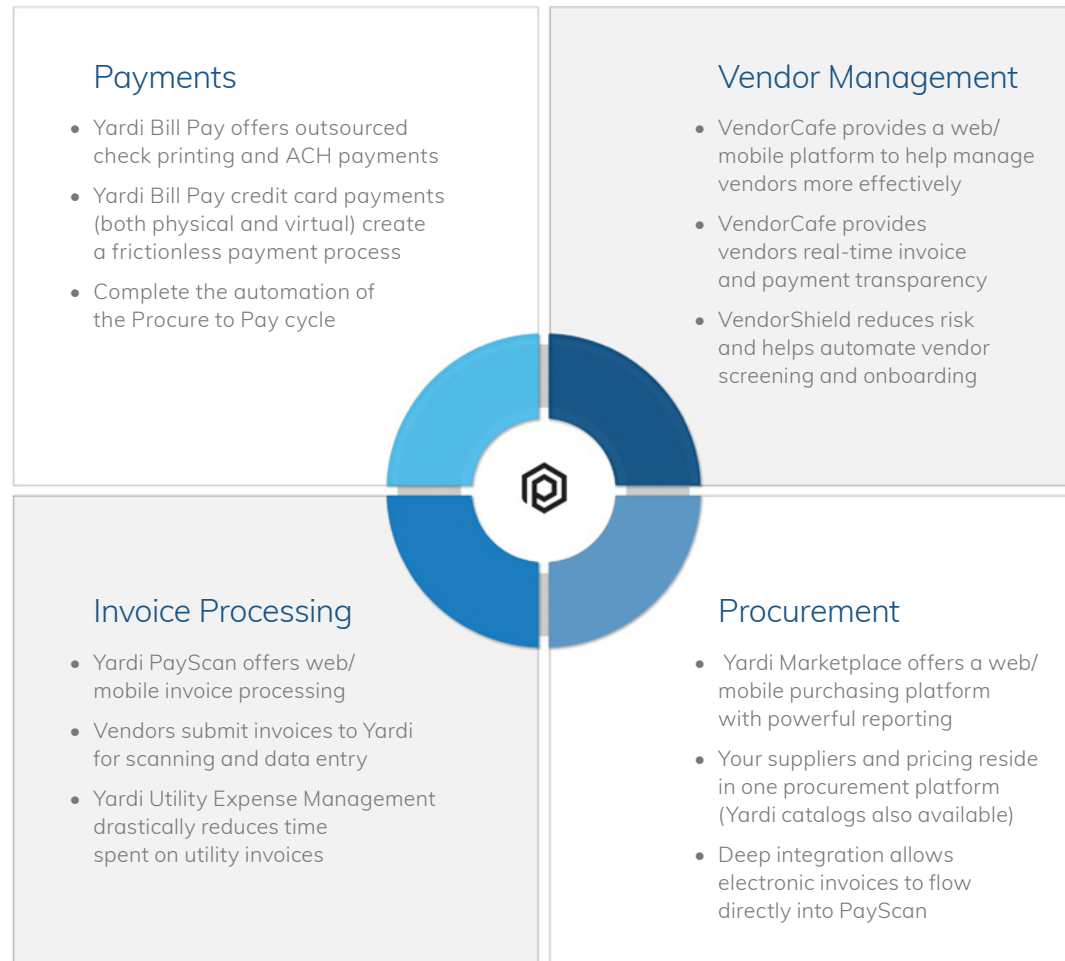 Payments
• Yardi Bill Pay offers outsourced
check printing and ACH payments
• Yardi Bill Pay credit card payments
(both physical and virtual) create
a frictionless payment process
• Complete the automation of
the Procure to Pay cycle
Vendor Management
• VendorCafe provides a web/
mobile platform to help manage
vendors more effectively
• VendorCafe provides
vendors real-time invoice
and payment transparency
• VendorShield reduces risk
and helps automate vendor
screening and onboarding
Invoice Processing
• Yardi PayScan offers web/
mobile invoice processing
• Vendors submit invoices to Yardi
for scanning and data entry
• Yardi Utility Expense Management
drastically reduces time
spent on utility invoices
Procurement
• Yardi Marketplace offers a web/
mobile purchasing platform
with powerful reporting
• Your suppliers and pricing reside
in one procurement platform
(Yardi catalogs also available)
• Deep integration allows
electronic invoices to flow
directly into PayScan